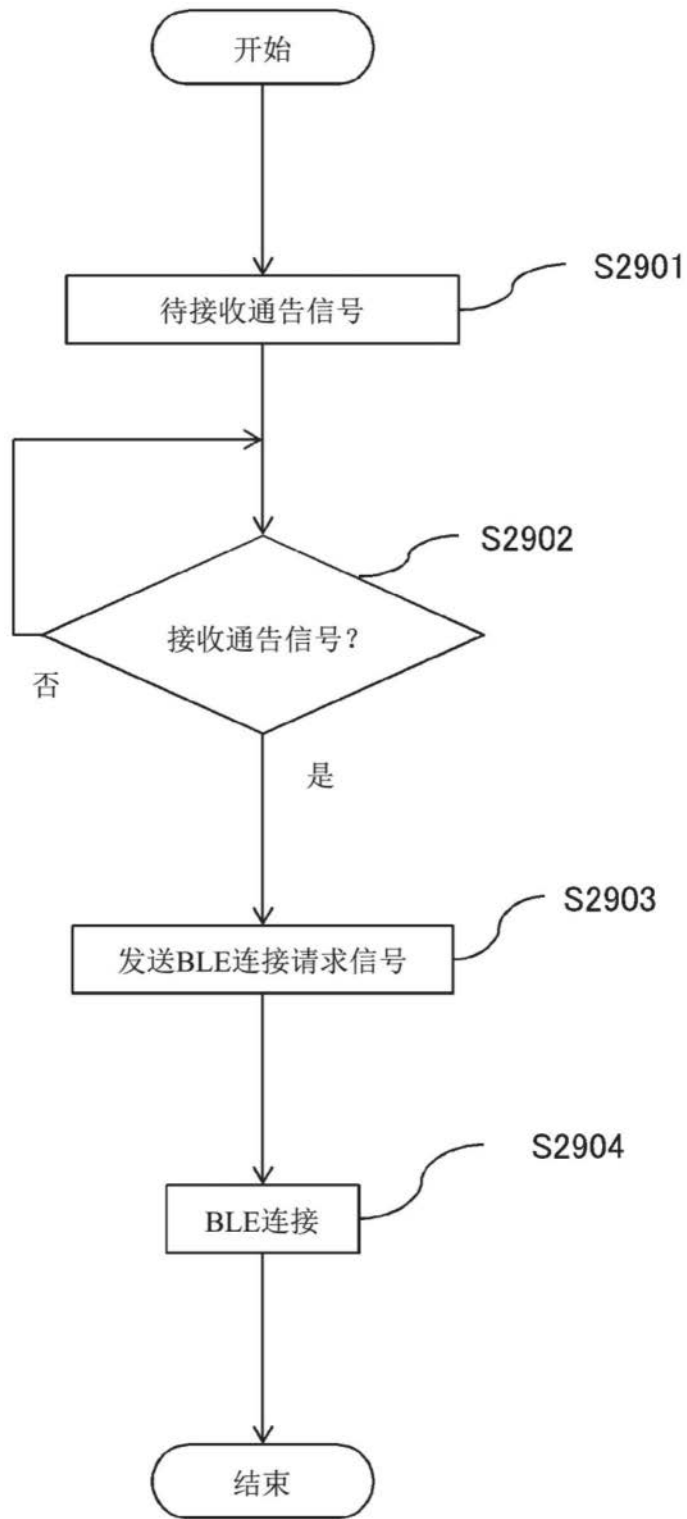 开始
S2901
待接收通告信号
S2902
接收通告信号？
否
是
S2903
发送BLE连接请求信号
S2904
BLE连接
结束